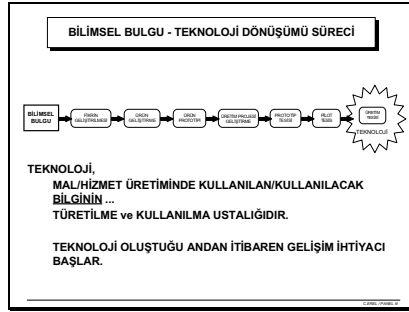 BİLİMSEL BULGU - TEKNOLOJİ DÖNÜŞÜMÜ SÜRECİ
BİLİMSEL
BULGU
FİKRİN
GELİŞTİRİLMESİ
ÜRÜN
GELİŞTİRME
ÜRÜN
PROTOTİPİ
ÜRETİM PROJESİ
GELİŞTİRME
PROTOTİP
TESİSİ
PİLOT
TESİS
ÜRETİM
TESİSİ
TEKNOLOJİ
TEKNOLOJİ,
MAL/HİZMET ÜRETİMİNDE KULLANILAN/KULLANILACAK
BİLGİNİN ...
TÜRETİLME ve KULLANILMA USTALIĞIDIR.
TEKNOLOJİ OLUŞTUĞU ANDAN İTİBAREN GELİŞİM İHTİYACI
BAŞLAR.